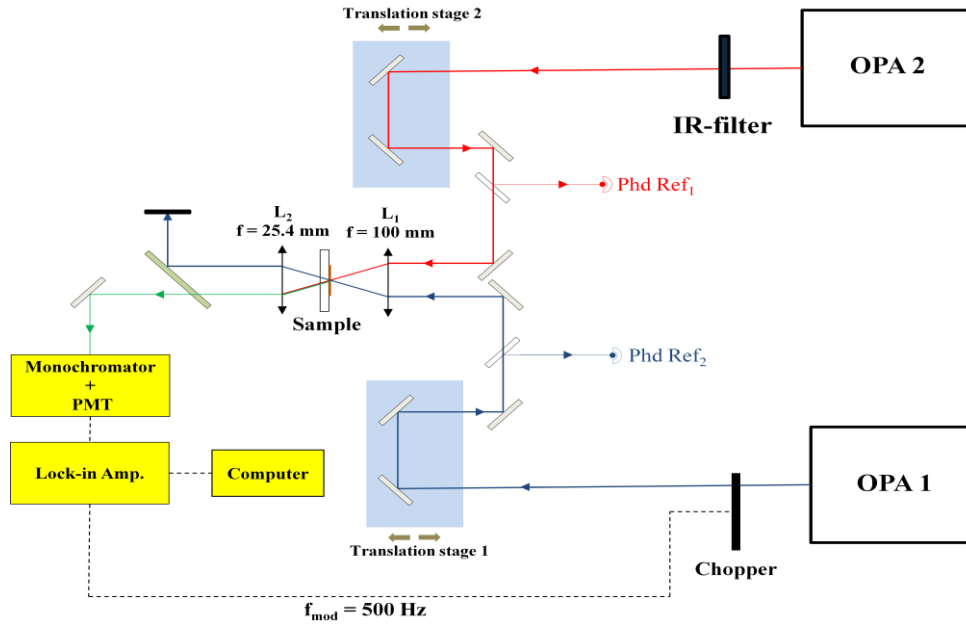 Translation stage 2
OPA 2
IR-filter
Phd Ref1
L2
f = 25.4 mm
L1
f = 100 mm
Sample
Phd Ref2
Monochromator
+
PMT
Lock-in Amp.
Computer
OPA 1
Translation stage 1
Chopper
fmod = 500 Hz